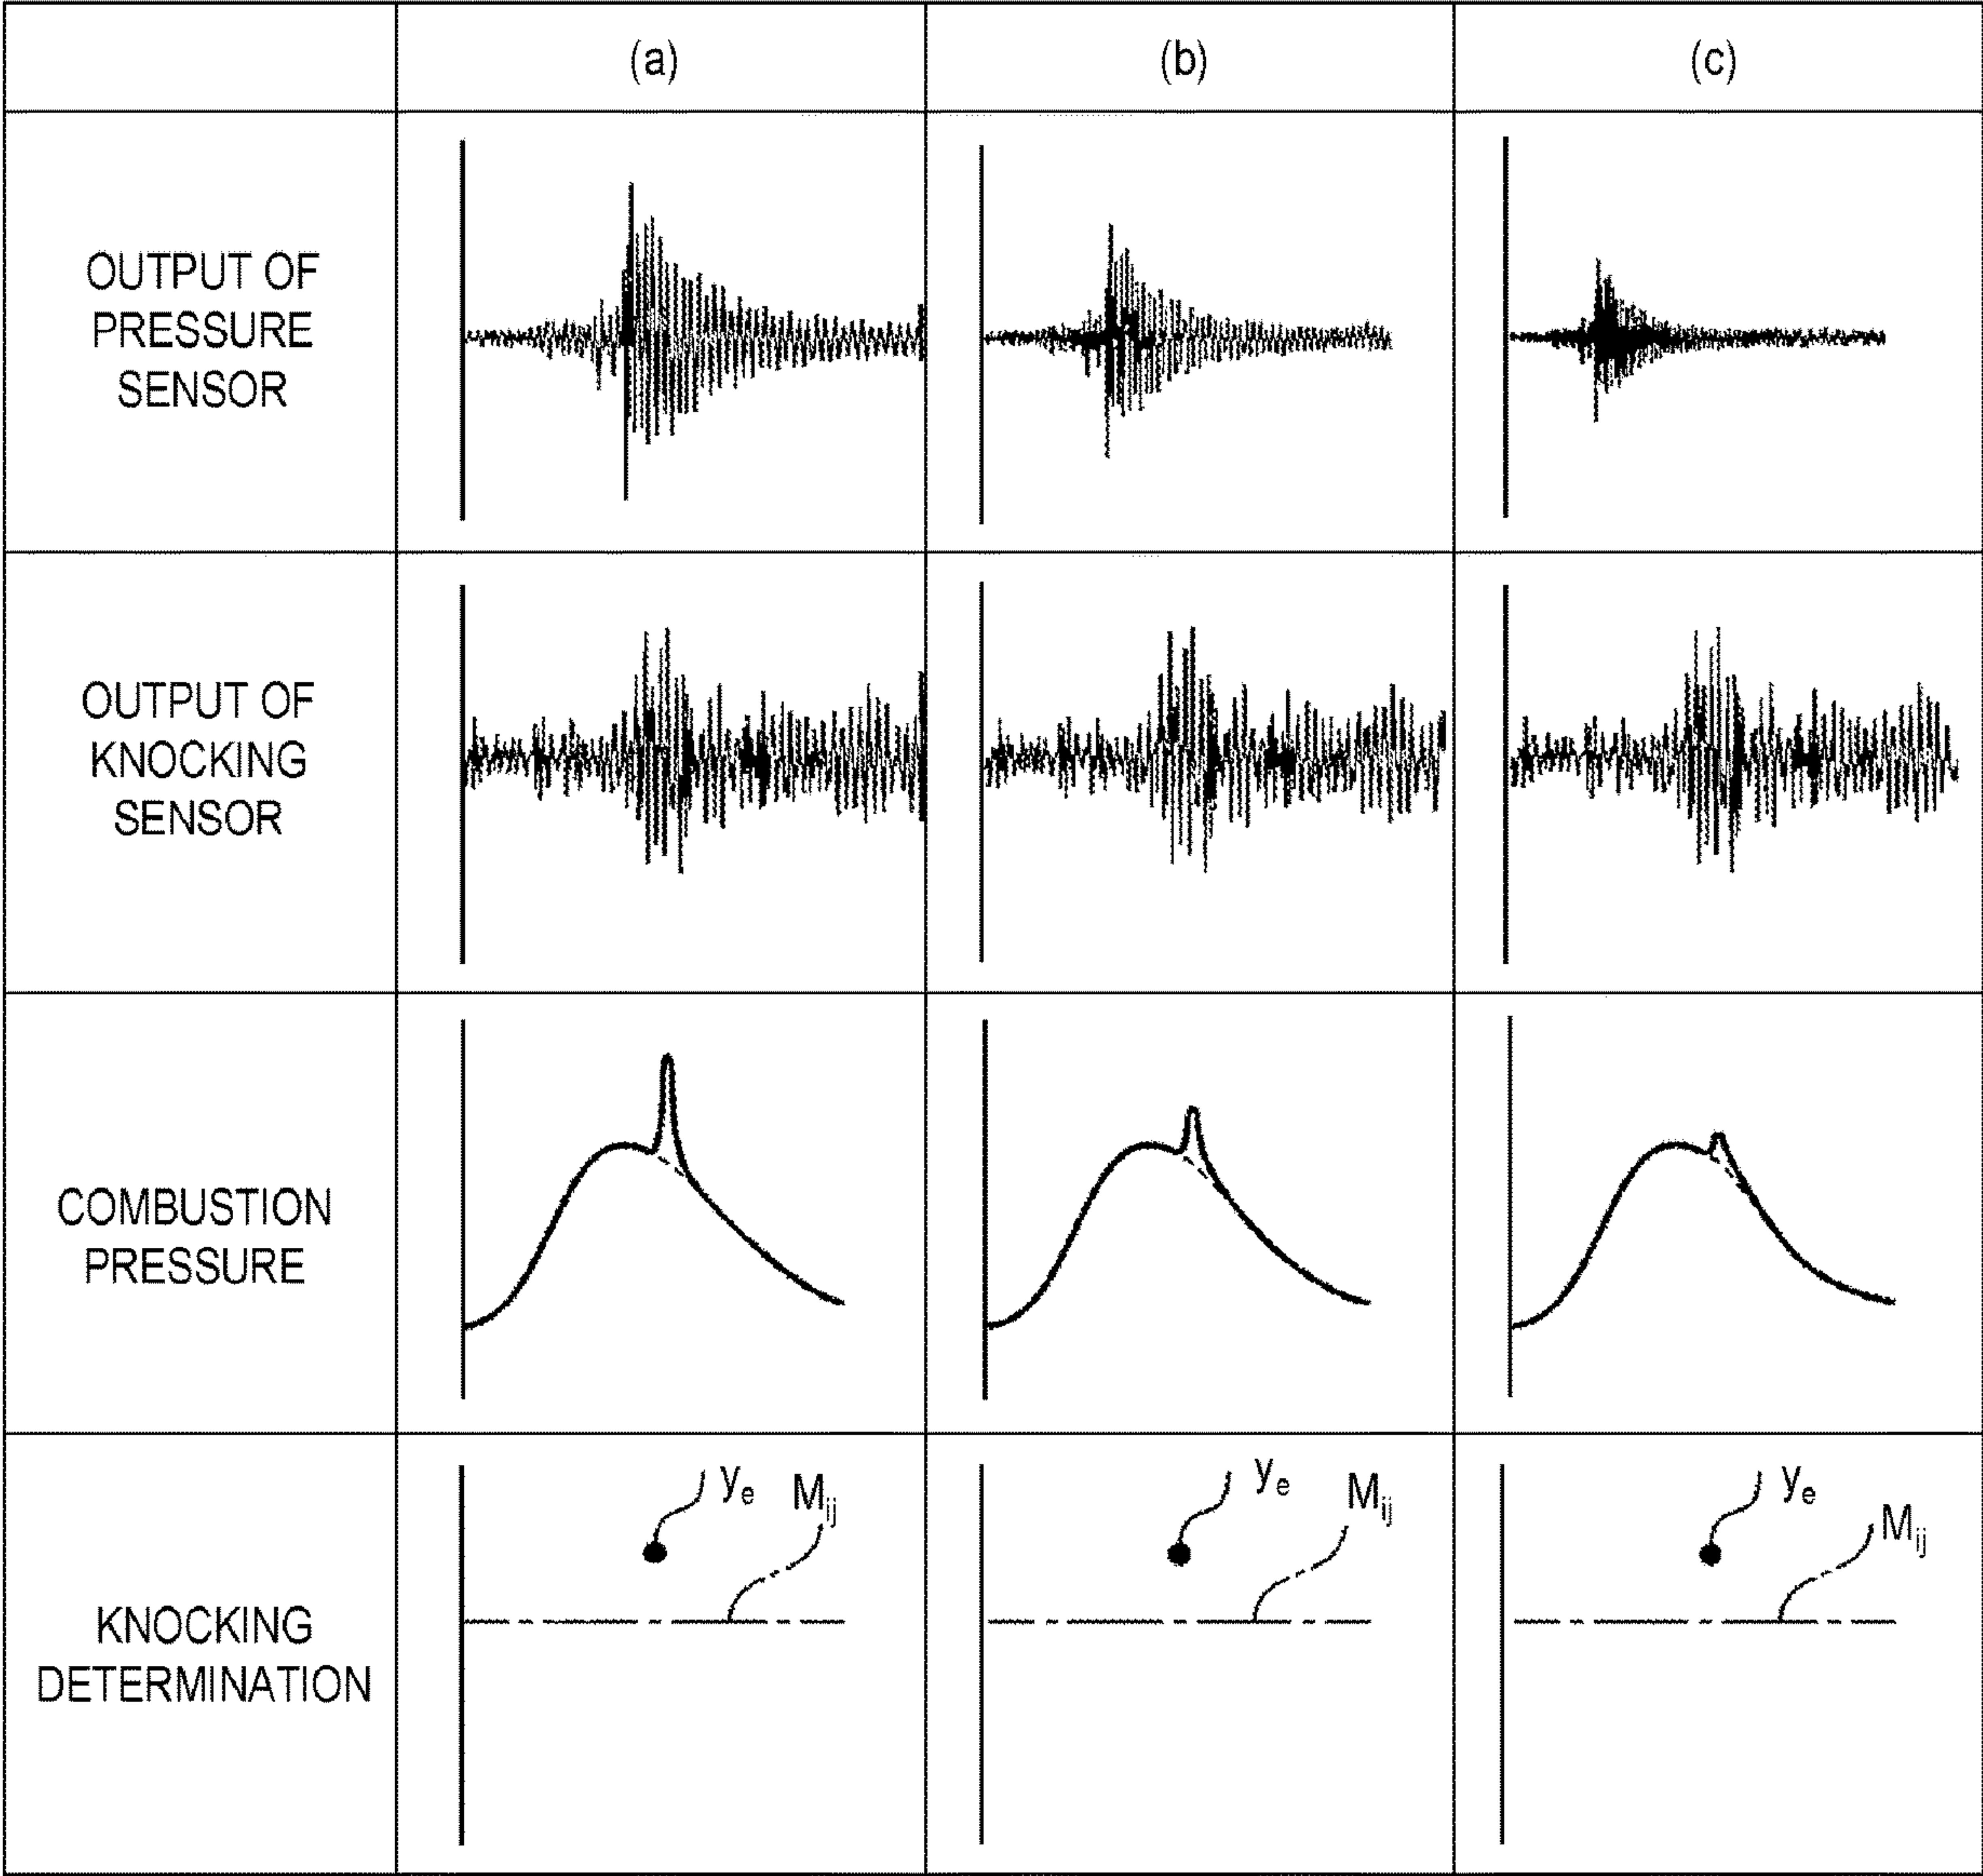 (a) (b) (c)
OUTPUT OF
PRESSURE
SENSOR
OUTPUT OF
KNOCKING
SENSOR
COMBUSTION
PRESSURE
KNOCKING
DETERMINATION
ye Mij ye Mij ye Mij